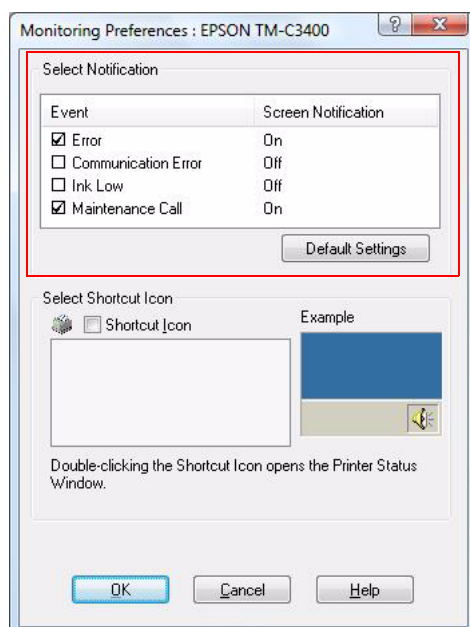 Monitoring Preferences : EPSON TM-C3400
Select Notification
Event Screen Notification
Error On
Communication Error Off
Ink Low Off
Maintenance Call On
Default Settings
Select Shortcut Icon
Shortcut Icon
Example
Double-clicking the Shortcut Icon opens the Printer Status
Window.
OK Cancel Help